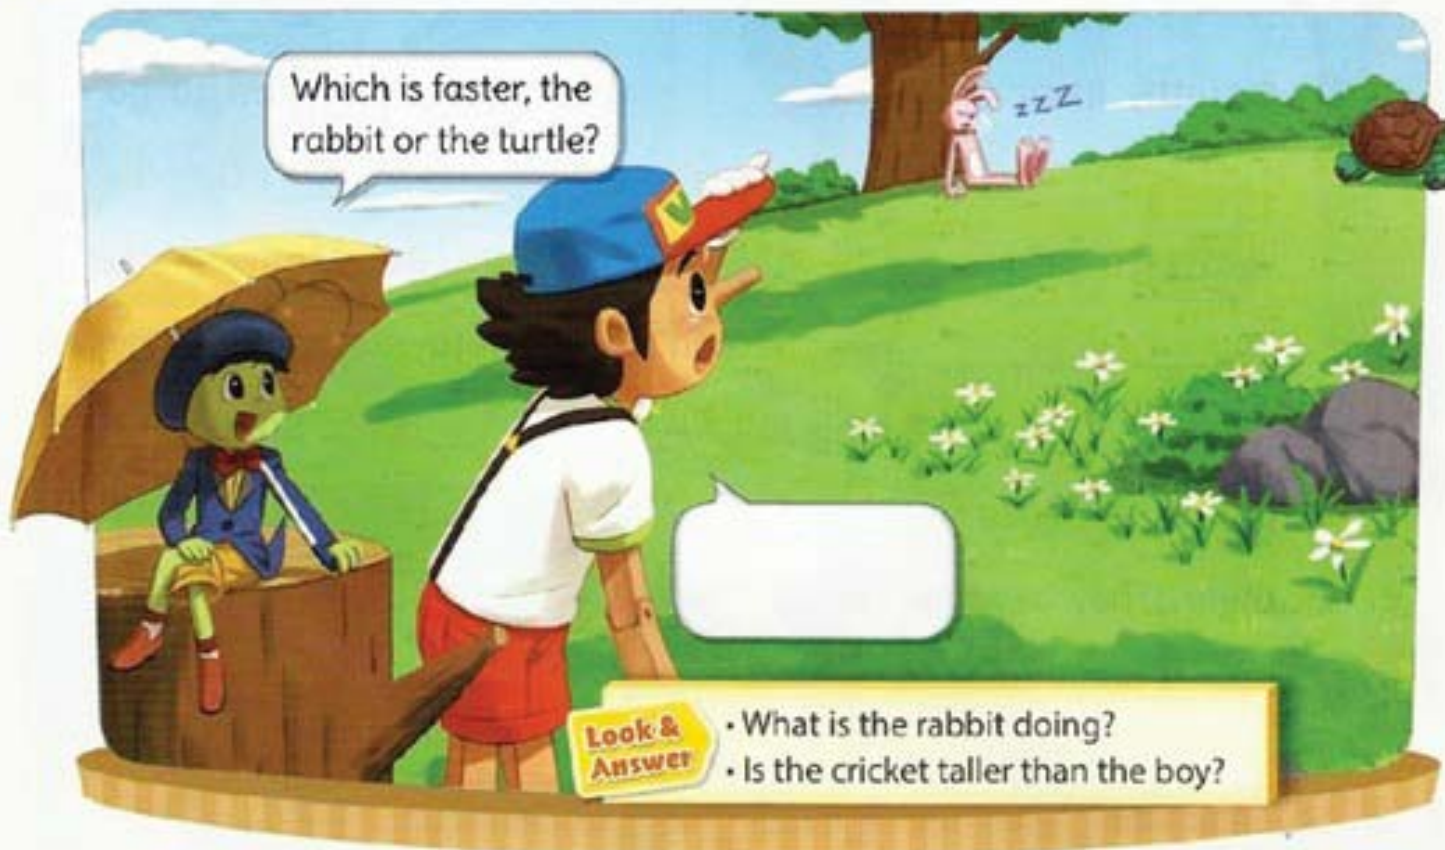 Which is faster, the
rabbit or the turtle?
zzZ
V
Look &
Answer
• What is the rabbit doing?
• Is the cricket taller than the boy?